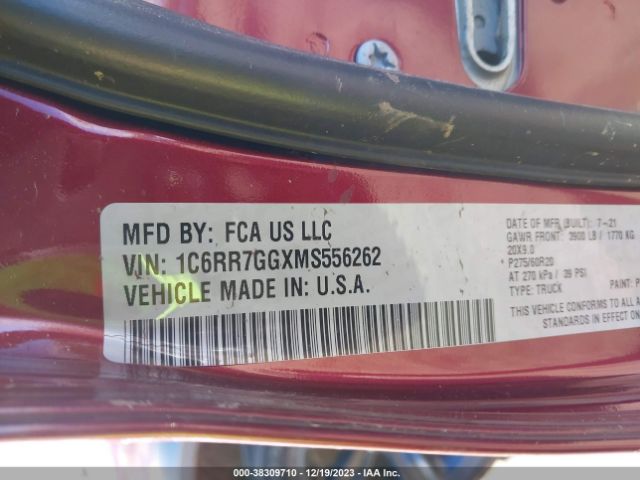 MFD BY: FCA US LLC
VIN: 1C6RR7GGXMS556262
VEHICLE MADE IN: U.S.A.
DATE OF MFR (BUILT): 7-21
GAWR FRONT: 3900 LB / 1770 KG
20X9.0
P275/60R20
AT 270 kPa / 39 PSI
TYPE: TRUCK
PAINT: P
THIS VEHICLE CONFORMS TO ALL
STANDARDS IN EFFECT ON
000-38309710 - 12/19/2023 - IAA Inc.